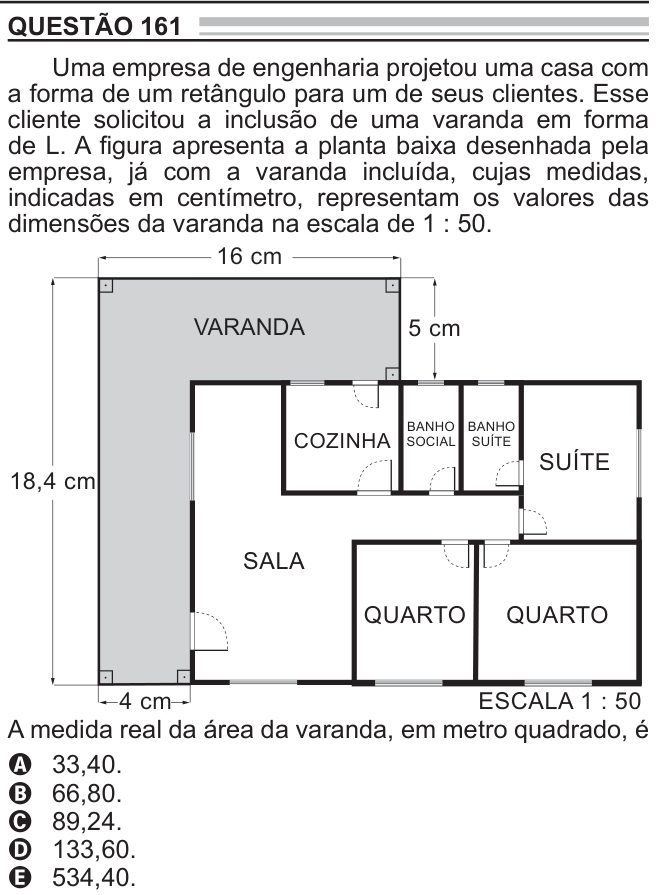 QUESTÃO 161
Uma empresa de engenharia projetou uma casa com
a forma de um retângulo para um de seus clientes. Esse
cliente solicitou a inclusão de uma varanda em forma
de L. A figura apresenta a planta baixa desenhada pela
empresa, já com a varanda incluída, cujas medidas,
indicadas em centímetro, representam os valores das
dimensões da varanda na escala de 1 : 50.
16 cm
VARANDA
5 cm
COZINHA
BANHO
SOCIAL
BANHO
SUÍTE
SUÍTE
18,4 cm
SALA
QUARTO
QUARTO
4 cm
ESCALA 1 : 50
A medida real da área da varanda, em metro quadrado, é
A 33,40.
B 66,80.
C 89,24.
D 133,60.
E 534,40.